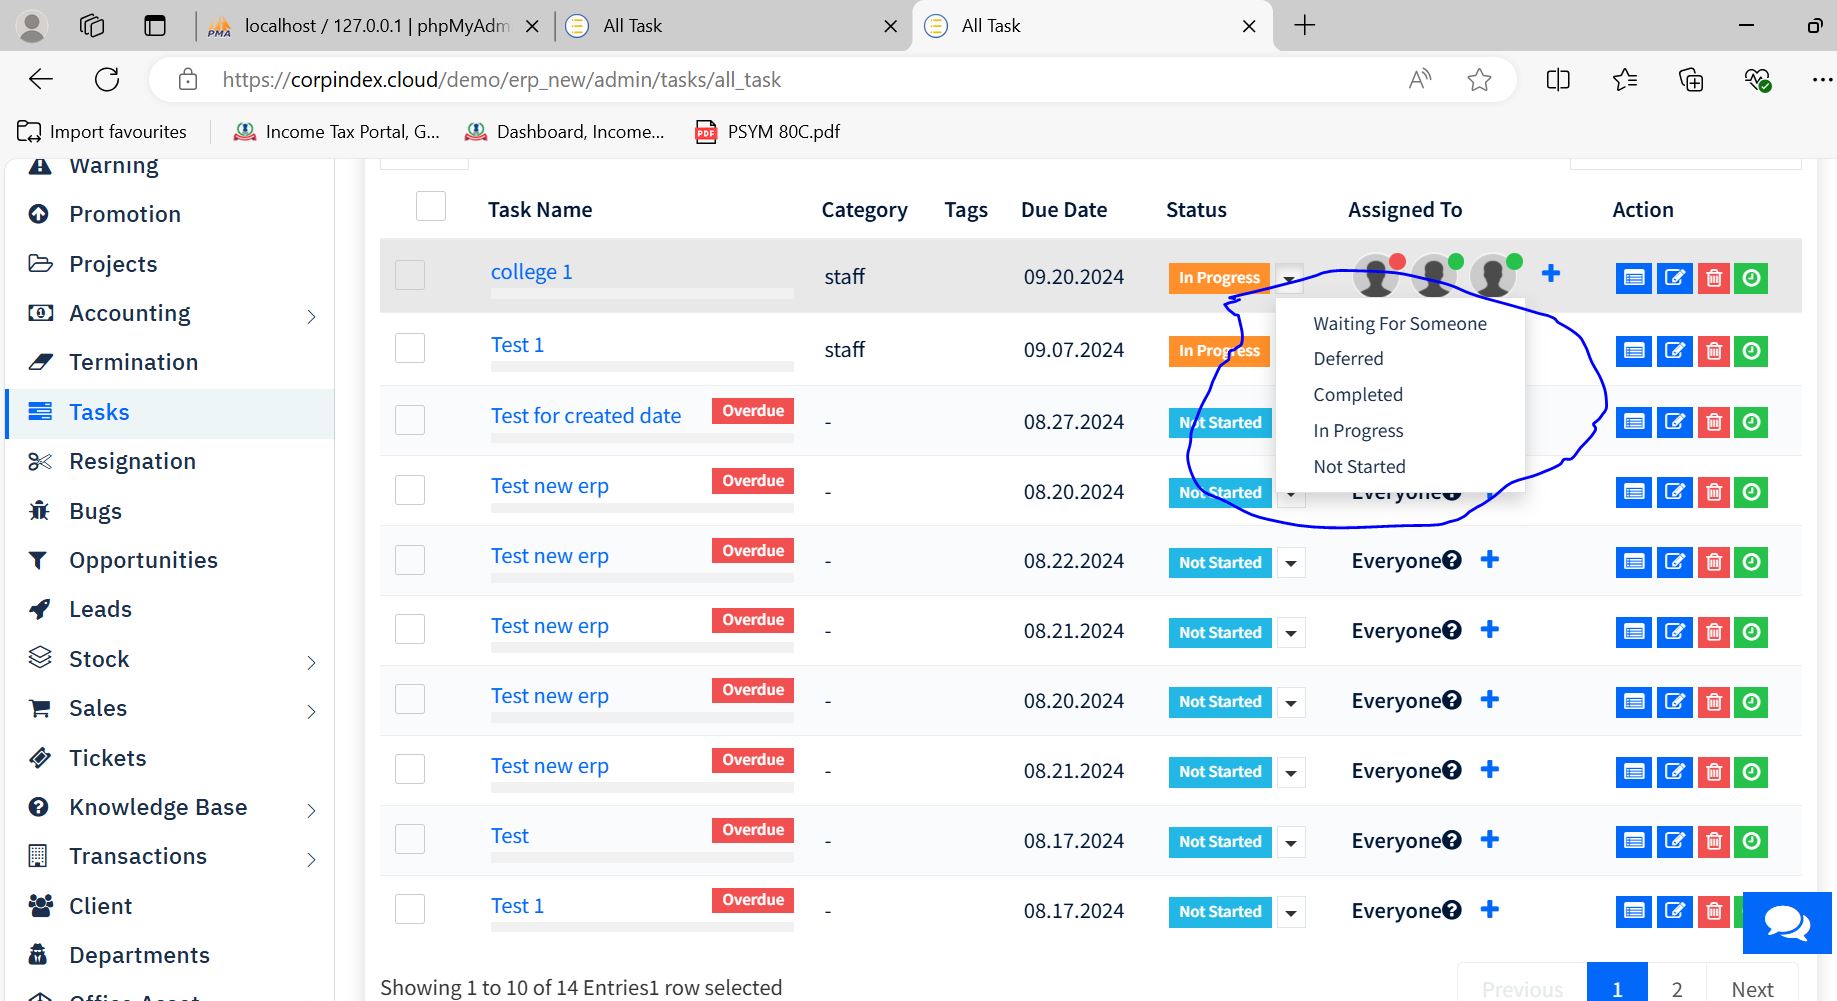 localhost / 127.0.0.1 | phpMyAdm
All Task
All Task
https://corpindex.cloud/demo/erp_new/admin/tasks/all_task
Import favourites
Income Tax Portal, G...
Dashboard, Income...
PDF
PSYM 80C.pdf
Warning
Promotion
Projects
Accounting
Termination
Tasks
Resignation
Bugs
Opportunities
Leads
Stock
Sales
Tickets
Knowledge Base
Transactions
Client
Departments
Task Name Category Tags Due Date Status Assigned To Action
college 1 staff 09.20.2024 In Progress
Test 1 staff 09.07.2024 In Progress
Test for created date Overdue - 08.27.2024 Not Started
Test new erp Overdue - 08.20.2024 Not Started Everyone
Waiting For Someone
Deferred
Completed
In Progress
Not Started
Test new erp Overdue - 08.22.2024 Not Started Everyone
Test new erp Overdue - 08.21.2024 Not Started Everyone
Test new erp Overdue - 08.20.2024 Not Started Everyone
Test new erp Overdue - 08.21.2024 Not Started Everyone
Test Overdue - 08.17.2024 Not Started Everyone
Test 1 Overdue - 08.17.2024 Not Started Everyone
Showing 1 to 10 of 14 Entries1 row selected
Previous 1 2 Next